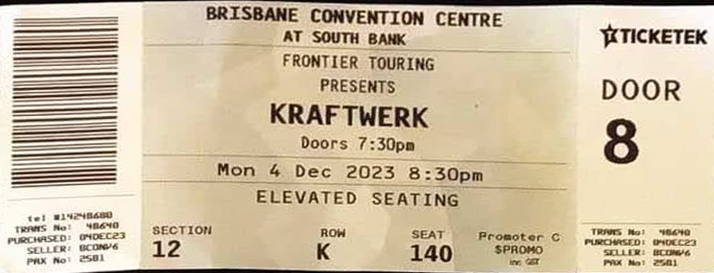 BRISBANE CONVENTION CENTRE
AT SOUTH BANK
FRONTIER TOURING
PRESENTS
KRAFTWERK
Doors 7:30pm
Mon 4 Dec 2023 8:30pm
ELEVATED SEATING
SECTION ROW SEAT Promoter C
12 K 140 $PROMO
inc GST
TICKETEK
DOOR
8
tel #14248680
TRANS No: 48640
PURCHASED: 04DEC23
SELLER: BCONV6
PAX No: 2581
TRANS No: 48640
PURCHASED: 04DEC23
SELLER: BCONV6
PAX No: 2581